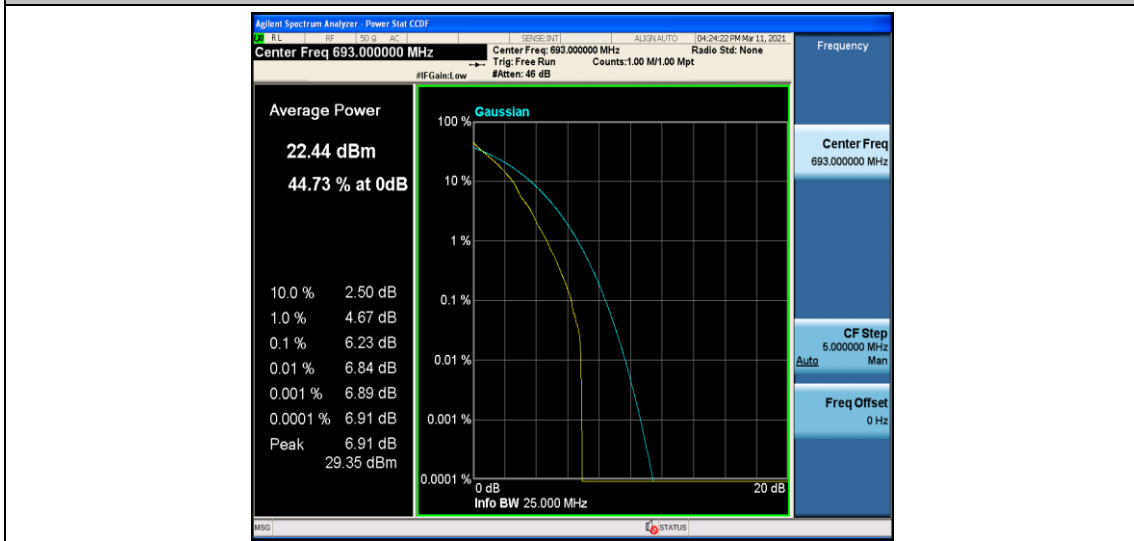 Agilent Spectrum Analyzer - Power Stat CCDF
RL RF 50 Ω AC SENSE:INT ALIGN AUTO 04:24:22 PM Mar 11, 2021
Center Freq 693.000000 MHz
Center Freq: 693.000000 MHz Radio Std: None
Trig: Free Run Counts:1.00 M/1.00 Mpt
#IFGain:Low #Atten: 46 dB
Frequency
Average Power
22.44 dBm
44.73 % at 0dB
10.0 % 2.50 dB
1.0 % 4.67 dB
0.1 % 6.23 dB
0.01 % 6.84 dB
0.001 % 6.89 dB
0.0001 % 6.91 dB
Peak 6.91 dB
29.35 dBm
Gaussian
100 %
10 %
1 %
0.1 %
0.01 %
0.001 %
0.0001 %
0 dB 20 dB
Info BW 25.000 MHz
Center Freq
693.000000 MHz
CF Step
5.000000 MHz
Auto Man
Freq Offset
0 Hz
MSG STATUS